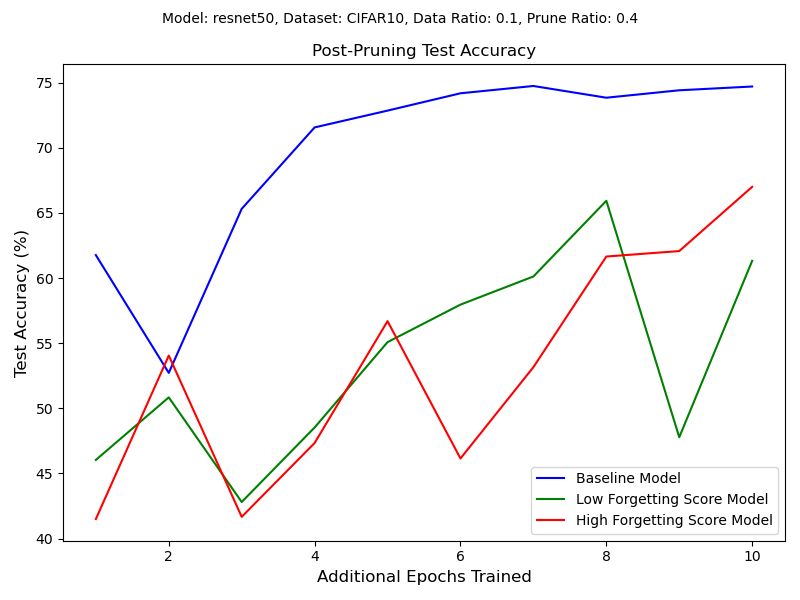 Model: resnet50, Dataset: CIFAR10, Data Ratio: 0.1, Prune Ratio: 0.4
Post-Pruning Test Accuracy
75
70
65
60
55
50
45
40
Test Accuracy (%)
2
4
6
8
10
Additional Epochs Trained
Baseline Model
Low Forgetting Score Model
High Forgetting Score Model